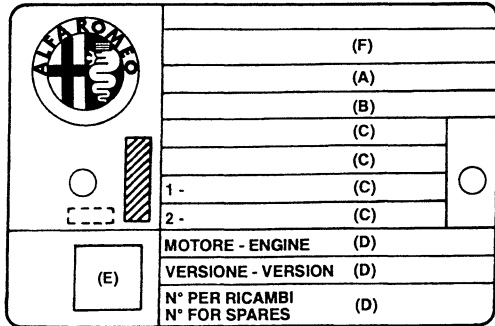 ALFA ROMEO
(F)
(A)
(B)
(C)
(C)
1 - (C)
2 - (C)
MOTORE - ENGINE (D)
VERSIONE - VERSION (D)
N° PER RICAMBI
N° FOR SPARES (D)
(E)